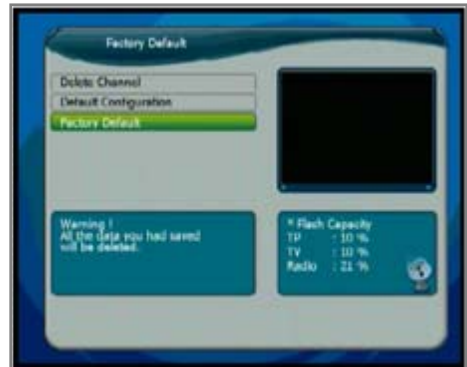 Factory Default
Delete Channel
Default Configuration
Factory Default
Warning !
All the data you had saved
will be deleted.
* Flash Capacity
TP : 10 %
TV : 10 %
Radio : 21 %